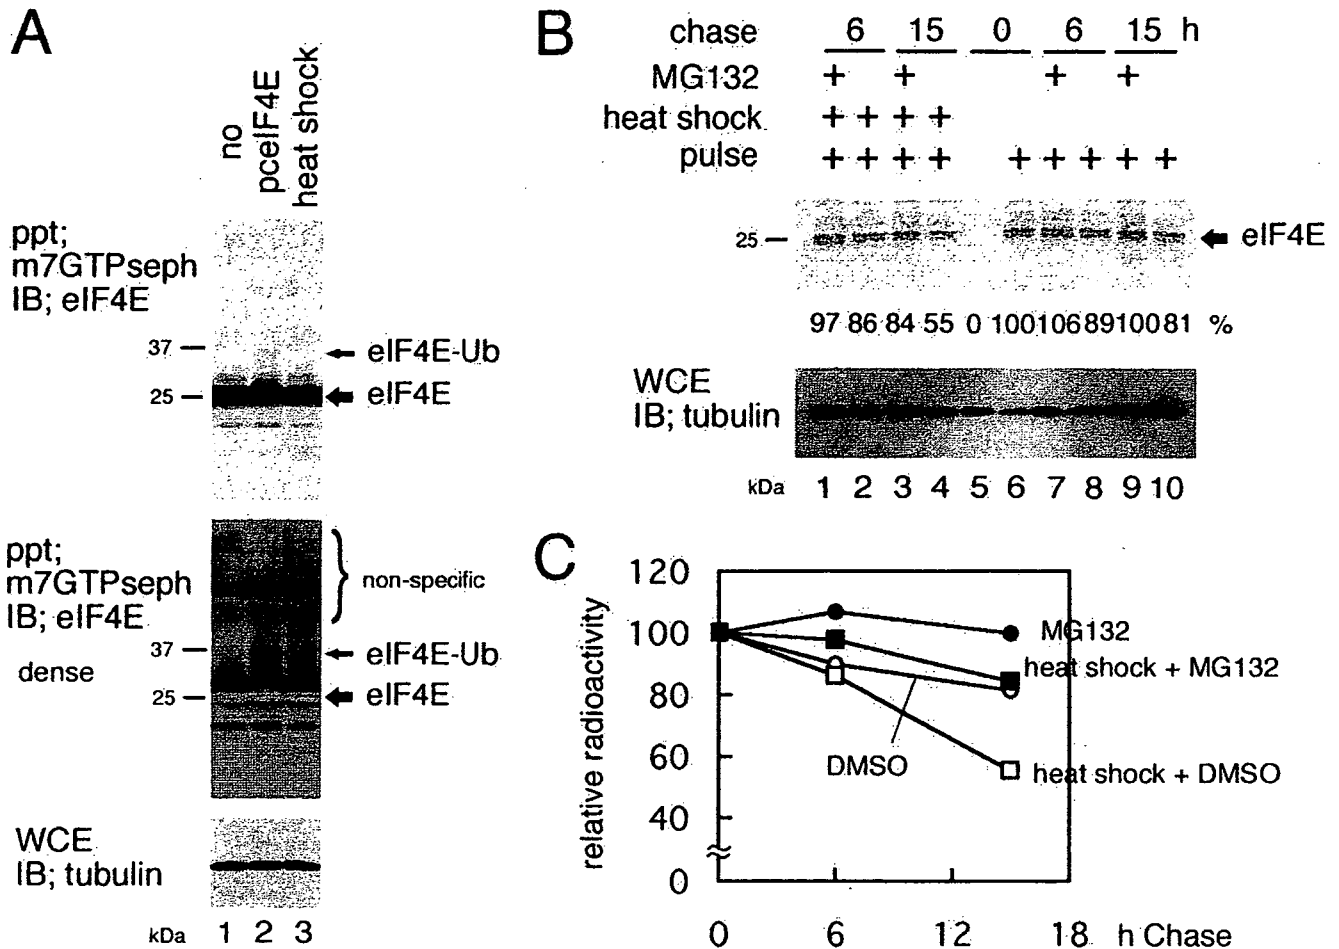 A
no
pceIF4E
heat shock
ppt;
m7GTPseph
IB; eIF4E
37
eIF4E-Ub
25
eIF4E
ppt;
m7GTPseph
IB; eIF4E
dense
non-specific
37
eIF4E-Ub
25
eIF4E
WCE
IB; tubulin
kDa 1 2 3
B
chase 6 15 0 6 15 h
MG132 + + + +
heat shock + + + +
pulse + + + + + + + + +
25
eIF4E
97 86 84 55 0 100 106 89 100 81 %
WCE
IB; tubulin
kDa 1 2 3 4 5 6 7 8 9 10
C
relative radioactivity
120
100
80
60
40
0
MG132
heat shock + MG132
DMSO
heat shock + DMSO
0 6 12 18 h Chase